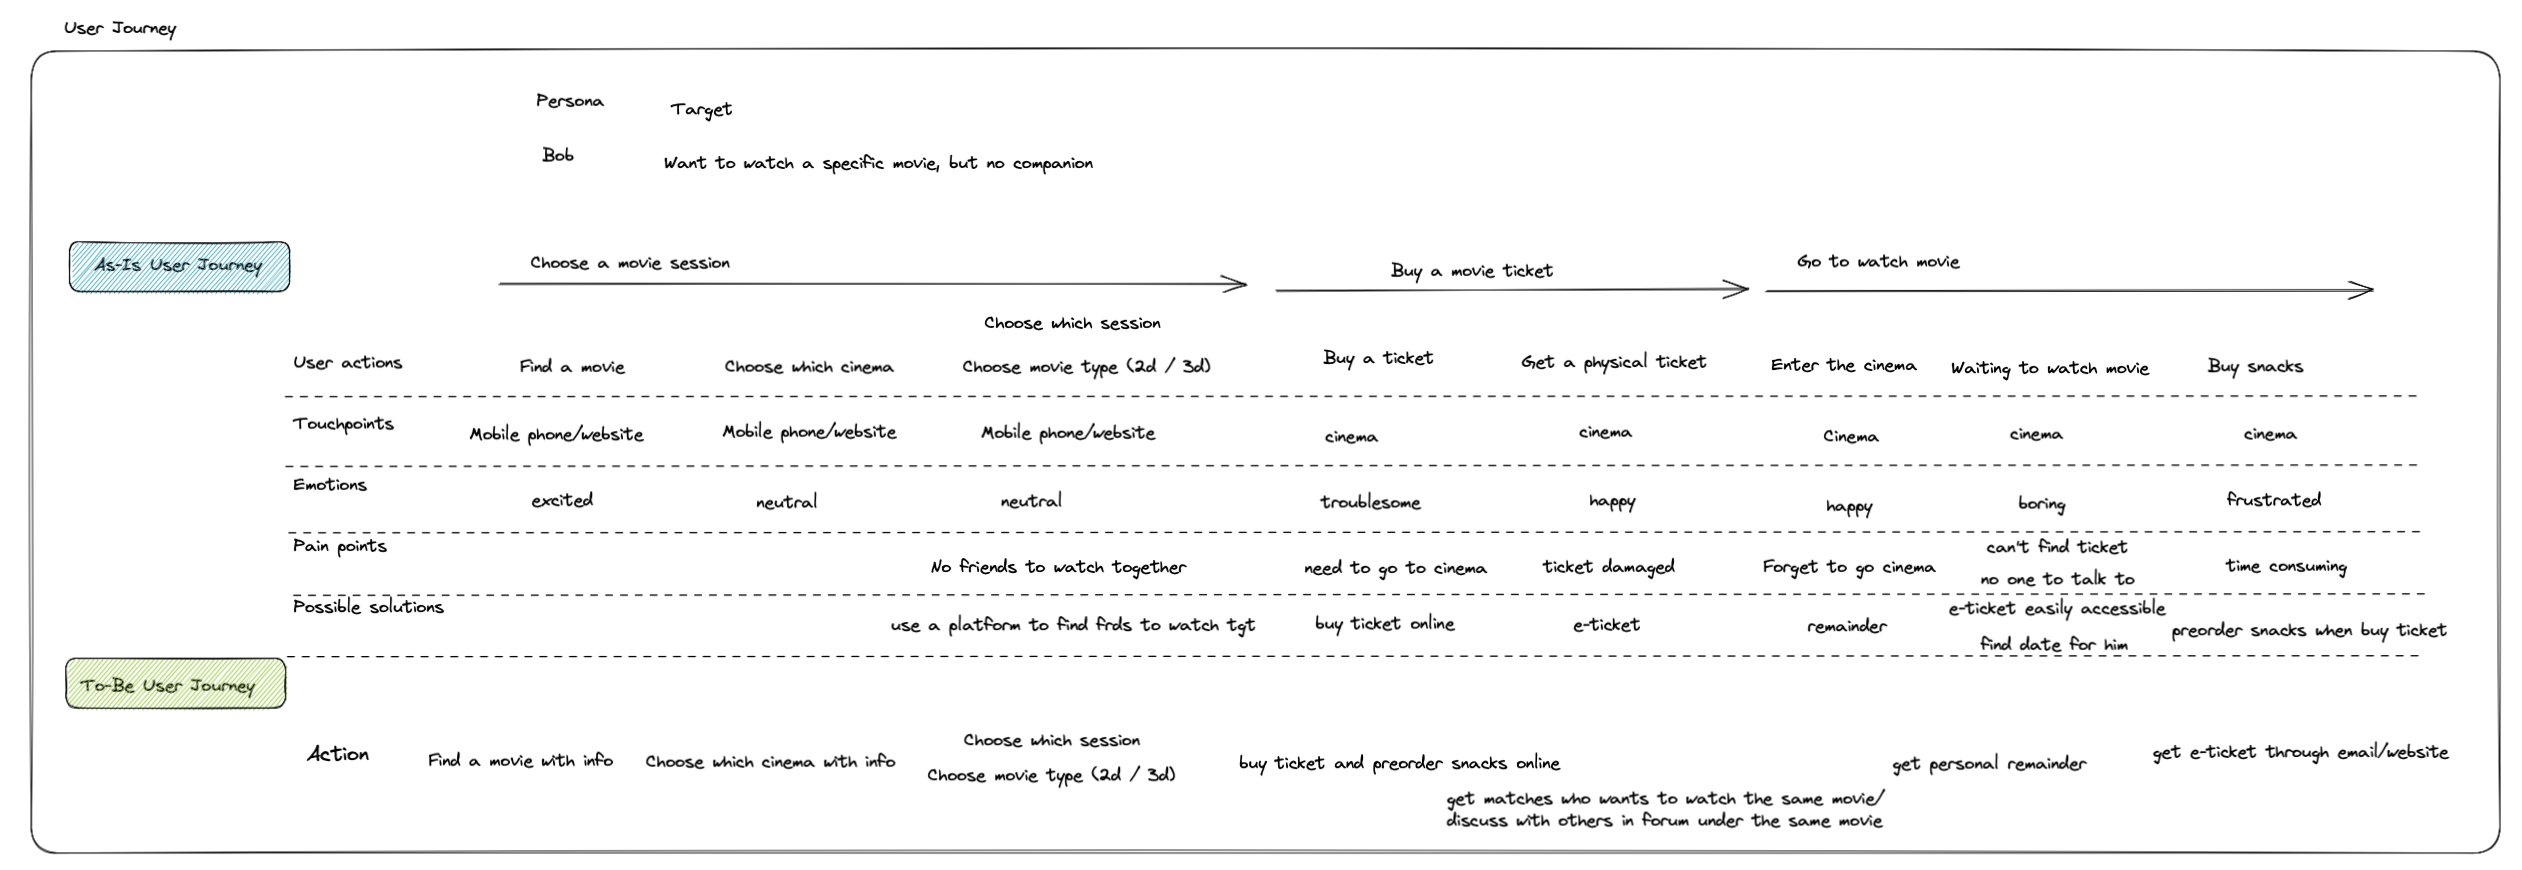 User Journey
Persona
Target
Bob
Want to watch a specific movie, but no companion
As-Is User Journey
Choose a movie session
Buy a movie ticket
Go to watch movie
User actions
Find a movie
Choose which cinema
Choose which session
Choose movie type (2d / 3d)
Buy a ticket
Get a physical ticket
Enter the cinema
Waiting to watch movie
Buy snacks
Touchpoints
Mobile phone/website
Mobile phone/website
Mobile phone/website
cinema
cinema
Cinema
cinema
cinema
Emotions
excited
neutral
neutral
troublesome
happy
happy
boring
frustrated
Pain points
No friends to watch together
need to go to cinema
ticket damaged
Forget to go cinema
can't find ticket
no one to talk to
time consuming
Possible solutions
use a platform to find frds to watch tgt
buy ticket online
e-ticket
remainder
e-ticket easily accessible
find date for him
preorder snacks when buy ticket
To-Be User Journey
Action
Find a movie with info
Choose which cinema with info
Choose which session
Choose movie type (2d / 3d)
buy ticket and preorder snacks online
get matches who wants to watch the same movie/
discuss with others in forum under the same movie
get personal remainder
get e-ticket through email/website